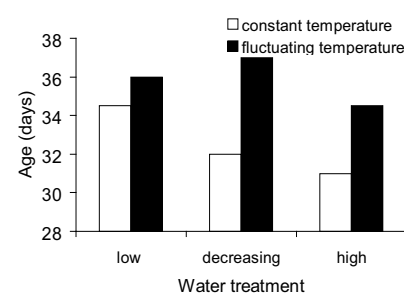 constant temperature
fluctuating temperature
38
36
34
32
30
28
Age (days)
low decreasing high
Water treatment